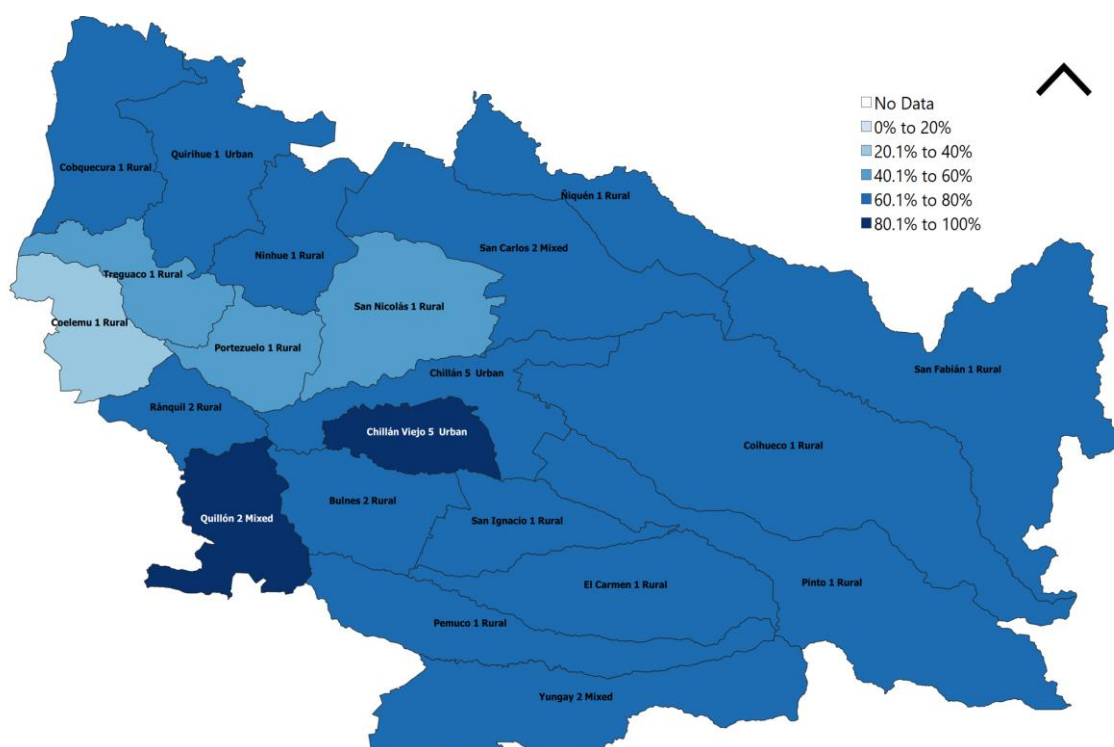 No Data
0% to 20%
20.1% to 40%
40.1% to 60%
60.1% to 80%
80.1% to 100%
Quirihue 1 Urban
Cobquecura 1 Rural
Ñiquén 1 Rural
San Carlos 2 Mixed
Ninhue 1 Rural
Treguaco 1 Rural
San Nicolás 1 Rural
Coelemu 1 Rural
Portezuelo 1 Rural
San Fabián 1 Rural
Chillán 5 Urban
Ránquil 2 Rural
Chillán Viejo 5 Urban
Coihueco 1 Rural
Bulnes 2 Rural
Quillón 2 Mixed
San Ignacio 1 Rural
El Carmen 1 Rural
Pinto 1 Rural
Pemuco 1 Rural
Yungay 2 Mixed